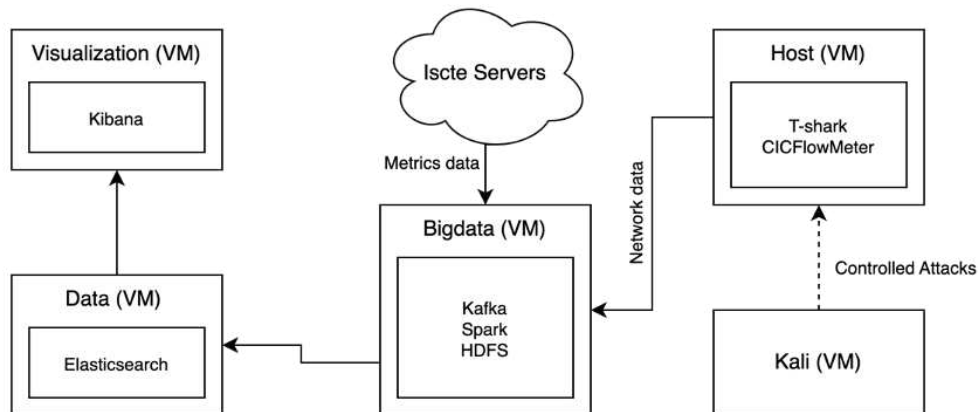 Visualization (VM)
Kibana
Iscte Servers
Host (VM)
T-shark
CICFlowMeter
Metrics data
Network data
Bigdata (VM)
Kafka
Spark
HDFS
Controlled Attacks
Data (VM)
Elasticsearch
Kali (VM)